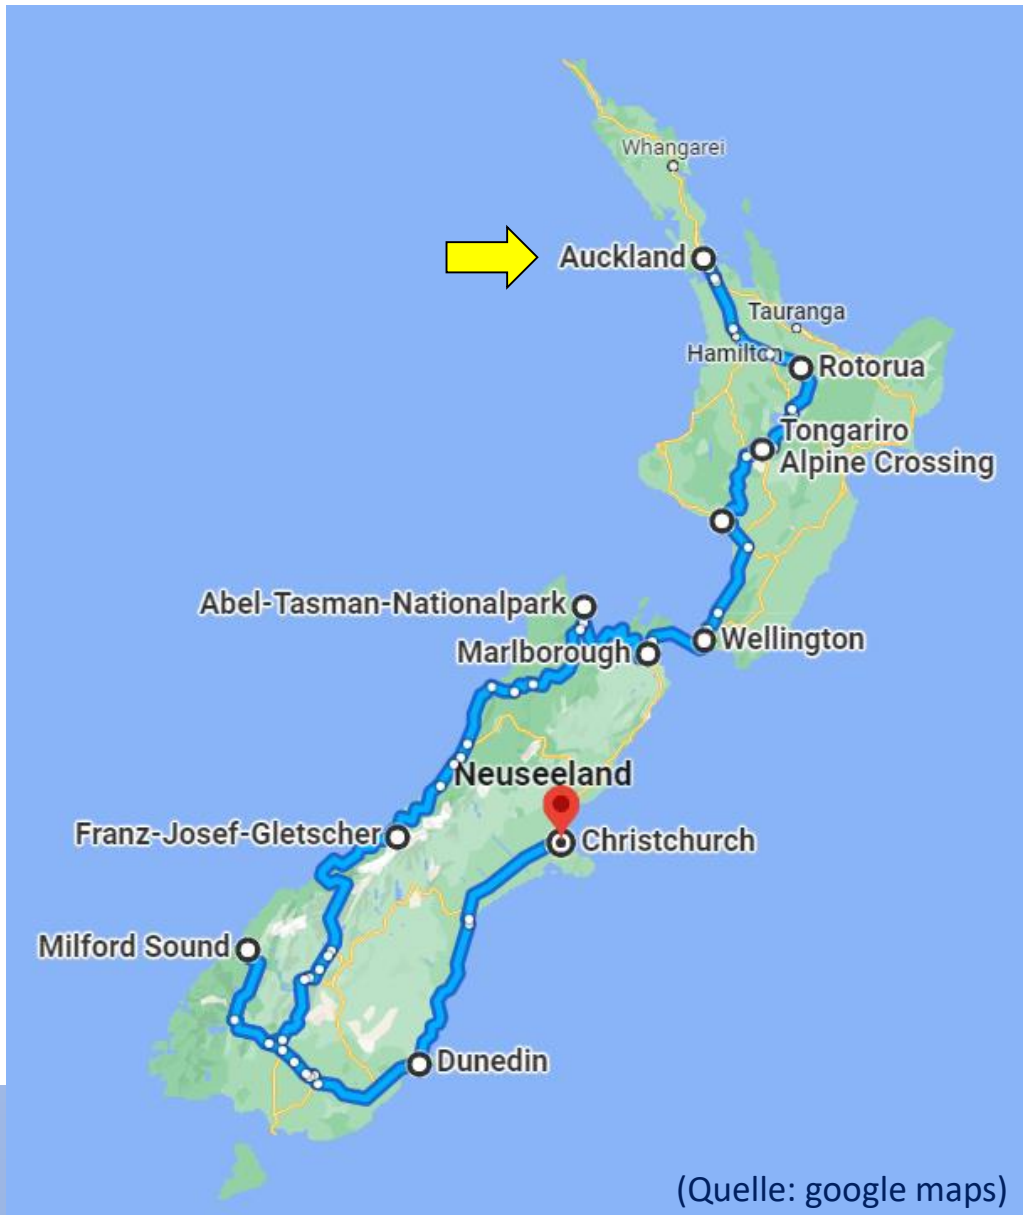 Whangarei
Auckland
Tauranga
Hamilton
Rotorua
Tongariro
Alpine Crossing
Abel-Tasman-Nationalpark
Wellington
Marlborough
Neuseeland
Franz-Josef-Gletscher
Christchurch
Milford Sound
Dunedin
(Quelle: google maps)